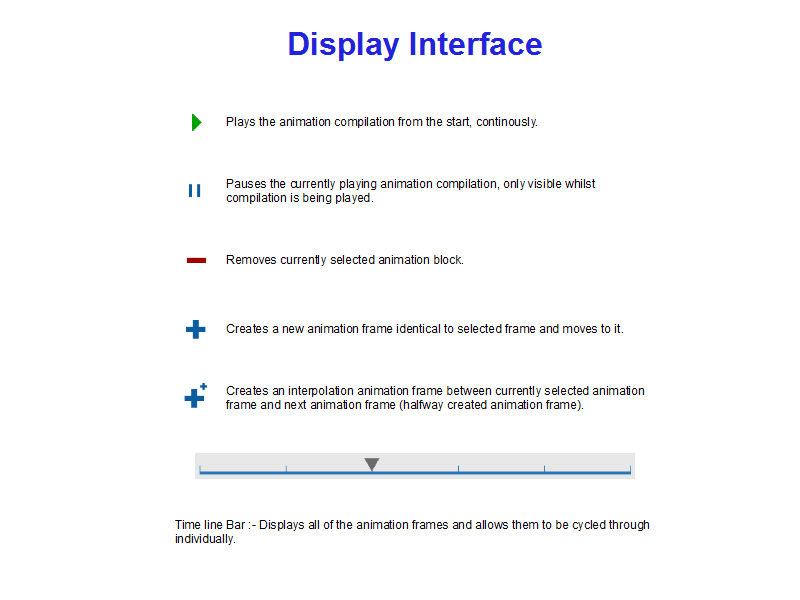 Display Interface
Plays the animation compilation from the start, continously.
Pauses the currently playing animation compilation, only visible whilst
compilation is being played.
Removes currently selected animation block.
Creates a new animation frame identical to selected frame and moves to it.
Creates an interpolation animation frame between currently selected animation
frame and next animation frame (halfway created animation frame).
Time line Bar :- Displays all of the animation frames and allows them to be cycled through
individually.